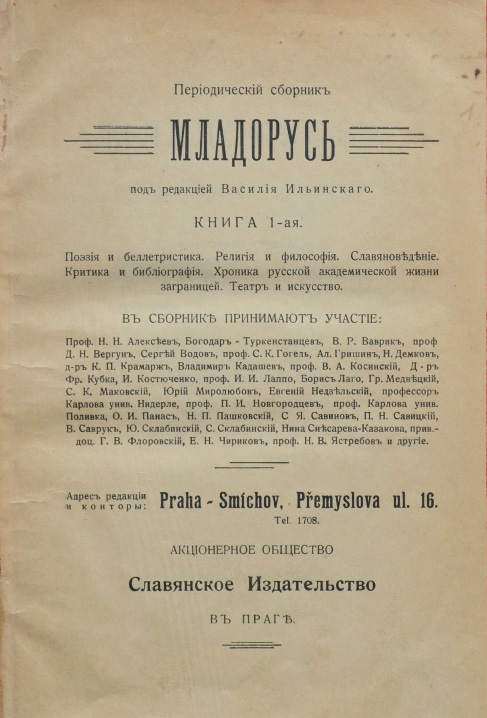 Періодическій сборникъ
МЛАДОРУСЬ
подъ редакціей Василія Ильинскаго.
КНИГА 1-ая.
Поэзія и беллетристика. Религія и философія. Славяновѣдѣніе.
Критика и библіографія. Хроника русской академической жизни
заграницей. Театръ и искусство.
ВЪ СБОРНИКѢ ПРИНИМАЮТЪ УЧАСТІЕ:
Проф. Н. Н. Алексѣевъ, Богодаръ - Туркенстанцевъ, В. Р. Ваврикъ, проф
Д. Н. Вергунъ, Сергѣй Водовъ, проф. С. К. Гогель, Ал. Гришинъ, Н. Демковъ,
д-ръ К. П. Крамаржъ, Владимиръ Кадашевъ, проф. В. А. Косинскій, Д - ръ
Фр. Кубка, И. Костюченко, проф. И. И. Лаппо, Борисъ Лаго, Гр. Медвѣцкій,
С. К. Маковскій, Юрій Миролюбовъ, Евгеній Недзѣльскій, профессоръ
Карлова унив. Нидерле, проф. П. И. Новгородцевъ, проф. Карлова унив.
Поливка, О. И. Панасъ, Н. П. Пашковскій, С Я. Савиновъ, П. Н. Савицкій,
В. Саврукъ, Ю. Склабинскій, С. Склабинскій, Нина Снѣсарева-Казакова, прив.-
доц. Г. В. Флоровскій, Е. Н. Чириковъ, проф. Н. В. Ястребовъ и другіе.
Адресъ редакціи
и конторы:
Praha - Smíchov, Přemyslova ul. 16.
Tel. 1708.
АКЦІОНЕРНОЕ ОБЩЕСТВО
Славянское Издательство
ВЪ ПРАГѢ.